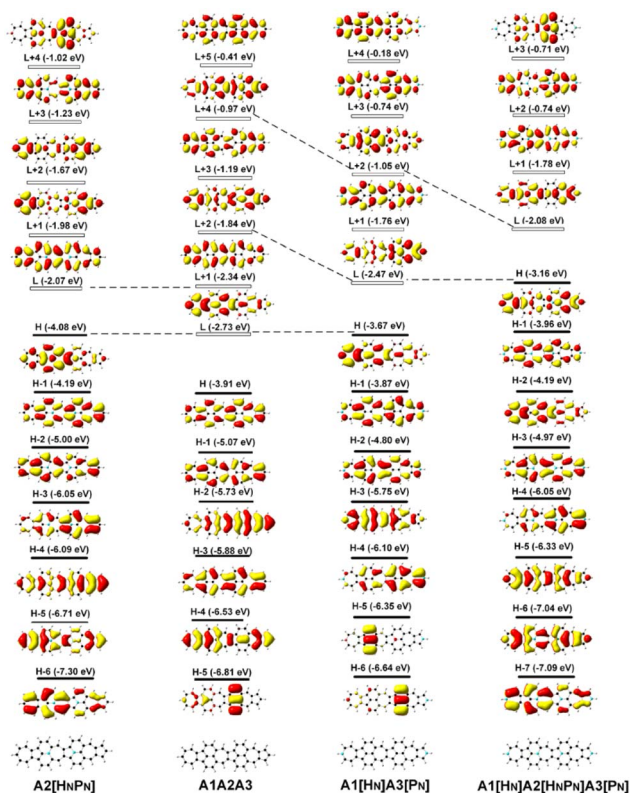 L+4 (-1.02 eV)
L+3 (-1.23 eV)
L+2 (-1.67 eV)
L+1 (-1.98 eV)
L (-2.07 eV)
H (-4.08 eV)
H-1 (-4.19 eV)
H-2 (-5.00 eV)
H-3 (-6.05 eV)
H-4 (-6.09 eV)
H-5 (-6.71 eV)
H-6 (-7.30 eV)
A2[HNPN]
L+5 (-0.41 eV)
L+4 (-0.97 eV)
L+3 (-1.19 eV)
L+2 (-1.84 eV)
L+1 (-2.34 eV)
L (-2.73 eV)
H (-3.91 eV)
H-1 (-5.07 eV)
H-2 (-5.73 eV)
H-3 (-5.88 eV)
H-4 (-6.53 eV)
H-5 (-6.81 eV)
A1A2A3
L+4 (-0.18 eV)
L+3 (-0.74 eV)
L+2 (-1.05 eV)
L+1 (-1.76 eV)
L (-2.47 eV)
H (-3.67 eV)
H-1 (-3.87 eV)
H-2 (-4.80 eV)
H-3 (-5.75 eV)
H-4 (-6.10 eV)
H-5 (-6.35 eV)
H-6 (-6.64 eV)
A1[HN]A3[PN]
L+3 (-0.71 eV)
L+2 (-0.74 eV)
L+1 (-1.78 eV)
L (-2.08 eV)
H (-3.16 eV)
H-1 (-3.96 eV)
H-2 (-4.19 eV)
H-3 (-4.97 eV)
H-4 (-6.05 eV)
H-5 (-6.33 eV)
H-6 (-7.04 eV)
H-7 (-7.09 eV)
A1[HN]A2[HNPN]A3[PN]